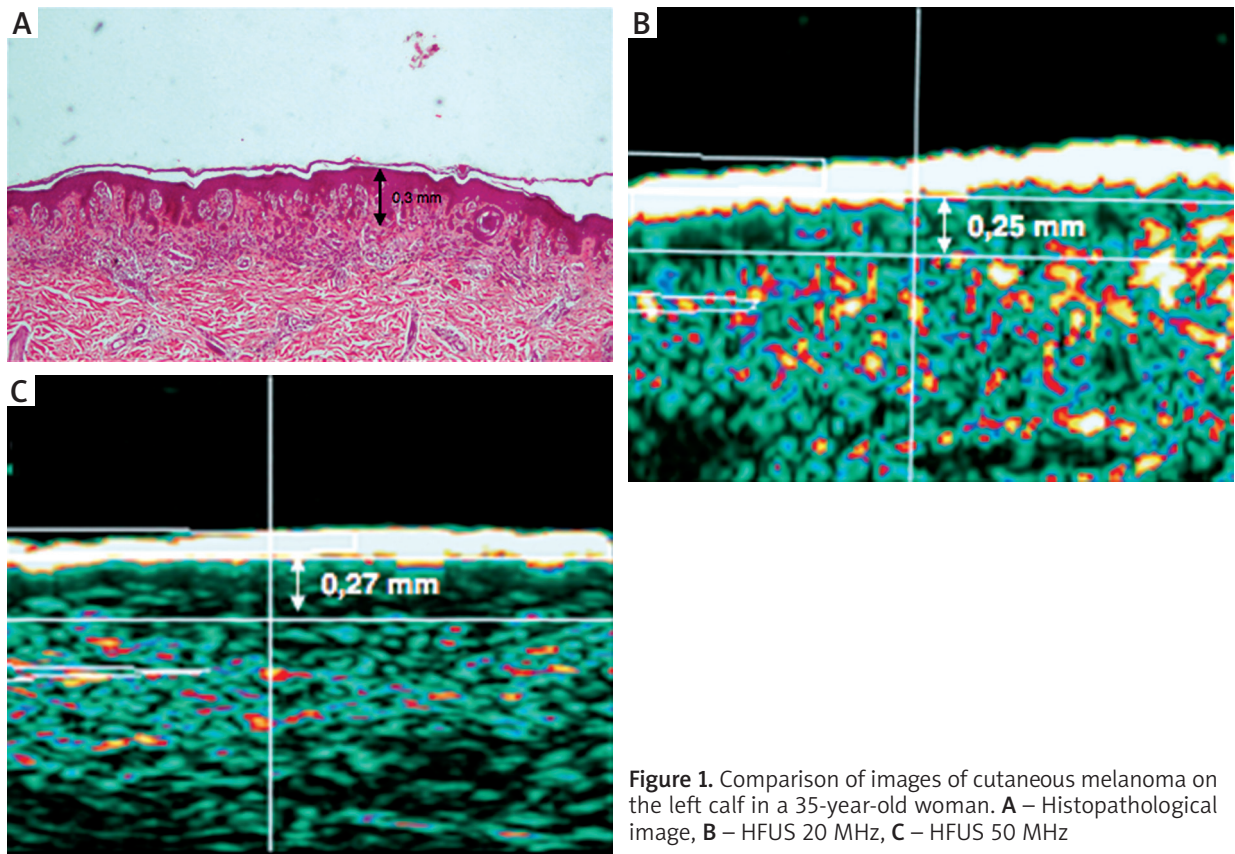 A
0.3 mm
B
0,25 mm
C
0,27 mm
Figure 1. Comparison of images of cutaneous melanoma on
the left calf in a 35-year-old woman. A – Histopathological
image, B – HFUS 20 MHz, C – HFUS 50 MHz